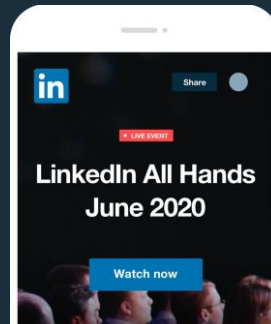 in
Share
• LIVE EVENT
LinkedIn All Hands
June 2020
Watch now